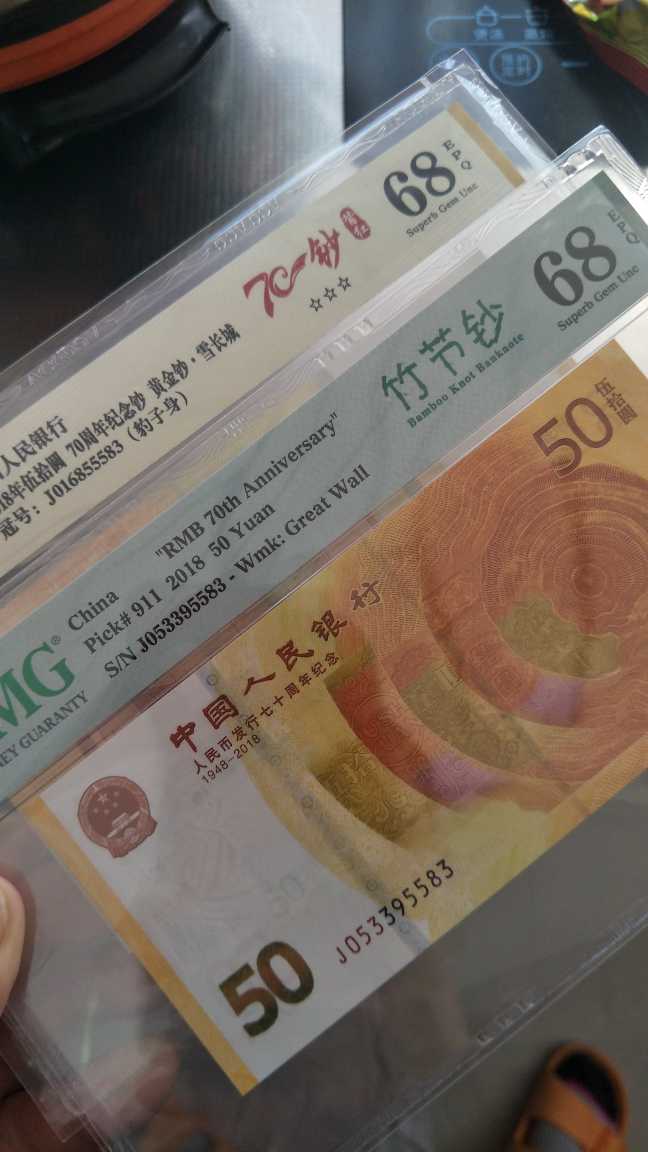 人民银行
18年伍拾圆 70周年纪念钞 黄金钞·雪长城
冠号：J016855583（豹子身）
70钞
☆☆☆
68 EPQ
Superb Gem Unc
MG®
EY GUARANTY
China "RMB 70th Anniversary"
Pick# 911 2018 50 Yuan
S/N J053395583 - Wmk: Great Wall
竹节钞
Bamboo Knot Banknote
68 EPQ
Superb Gem Unc
50 伍拾圆
中国人民银行
人民币发行七十周年纪念
1948-2018
J053395583
50